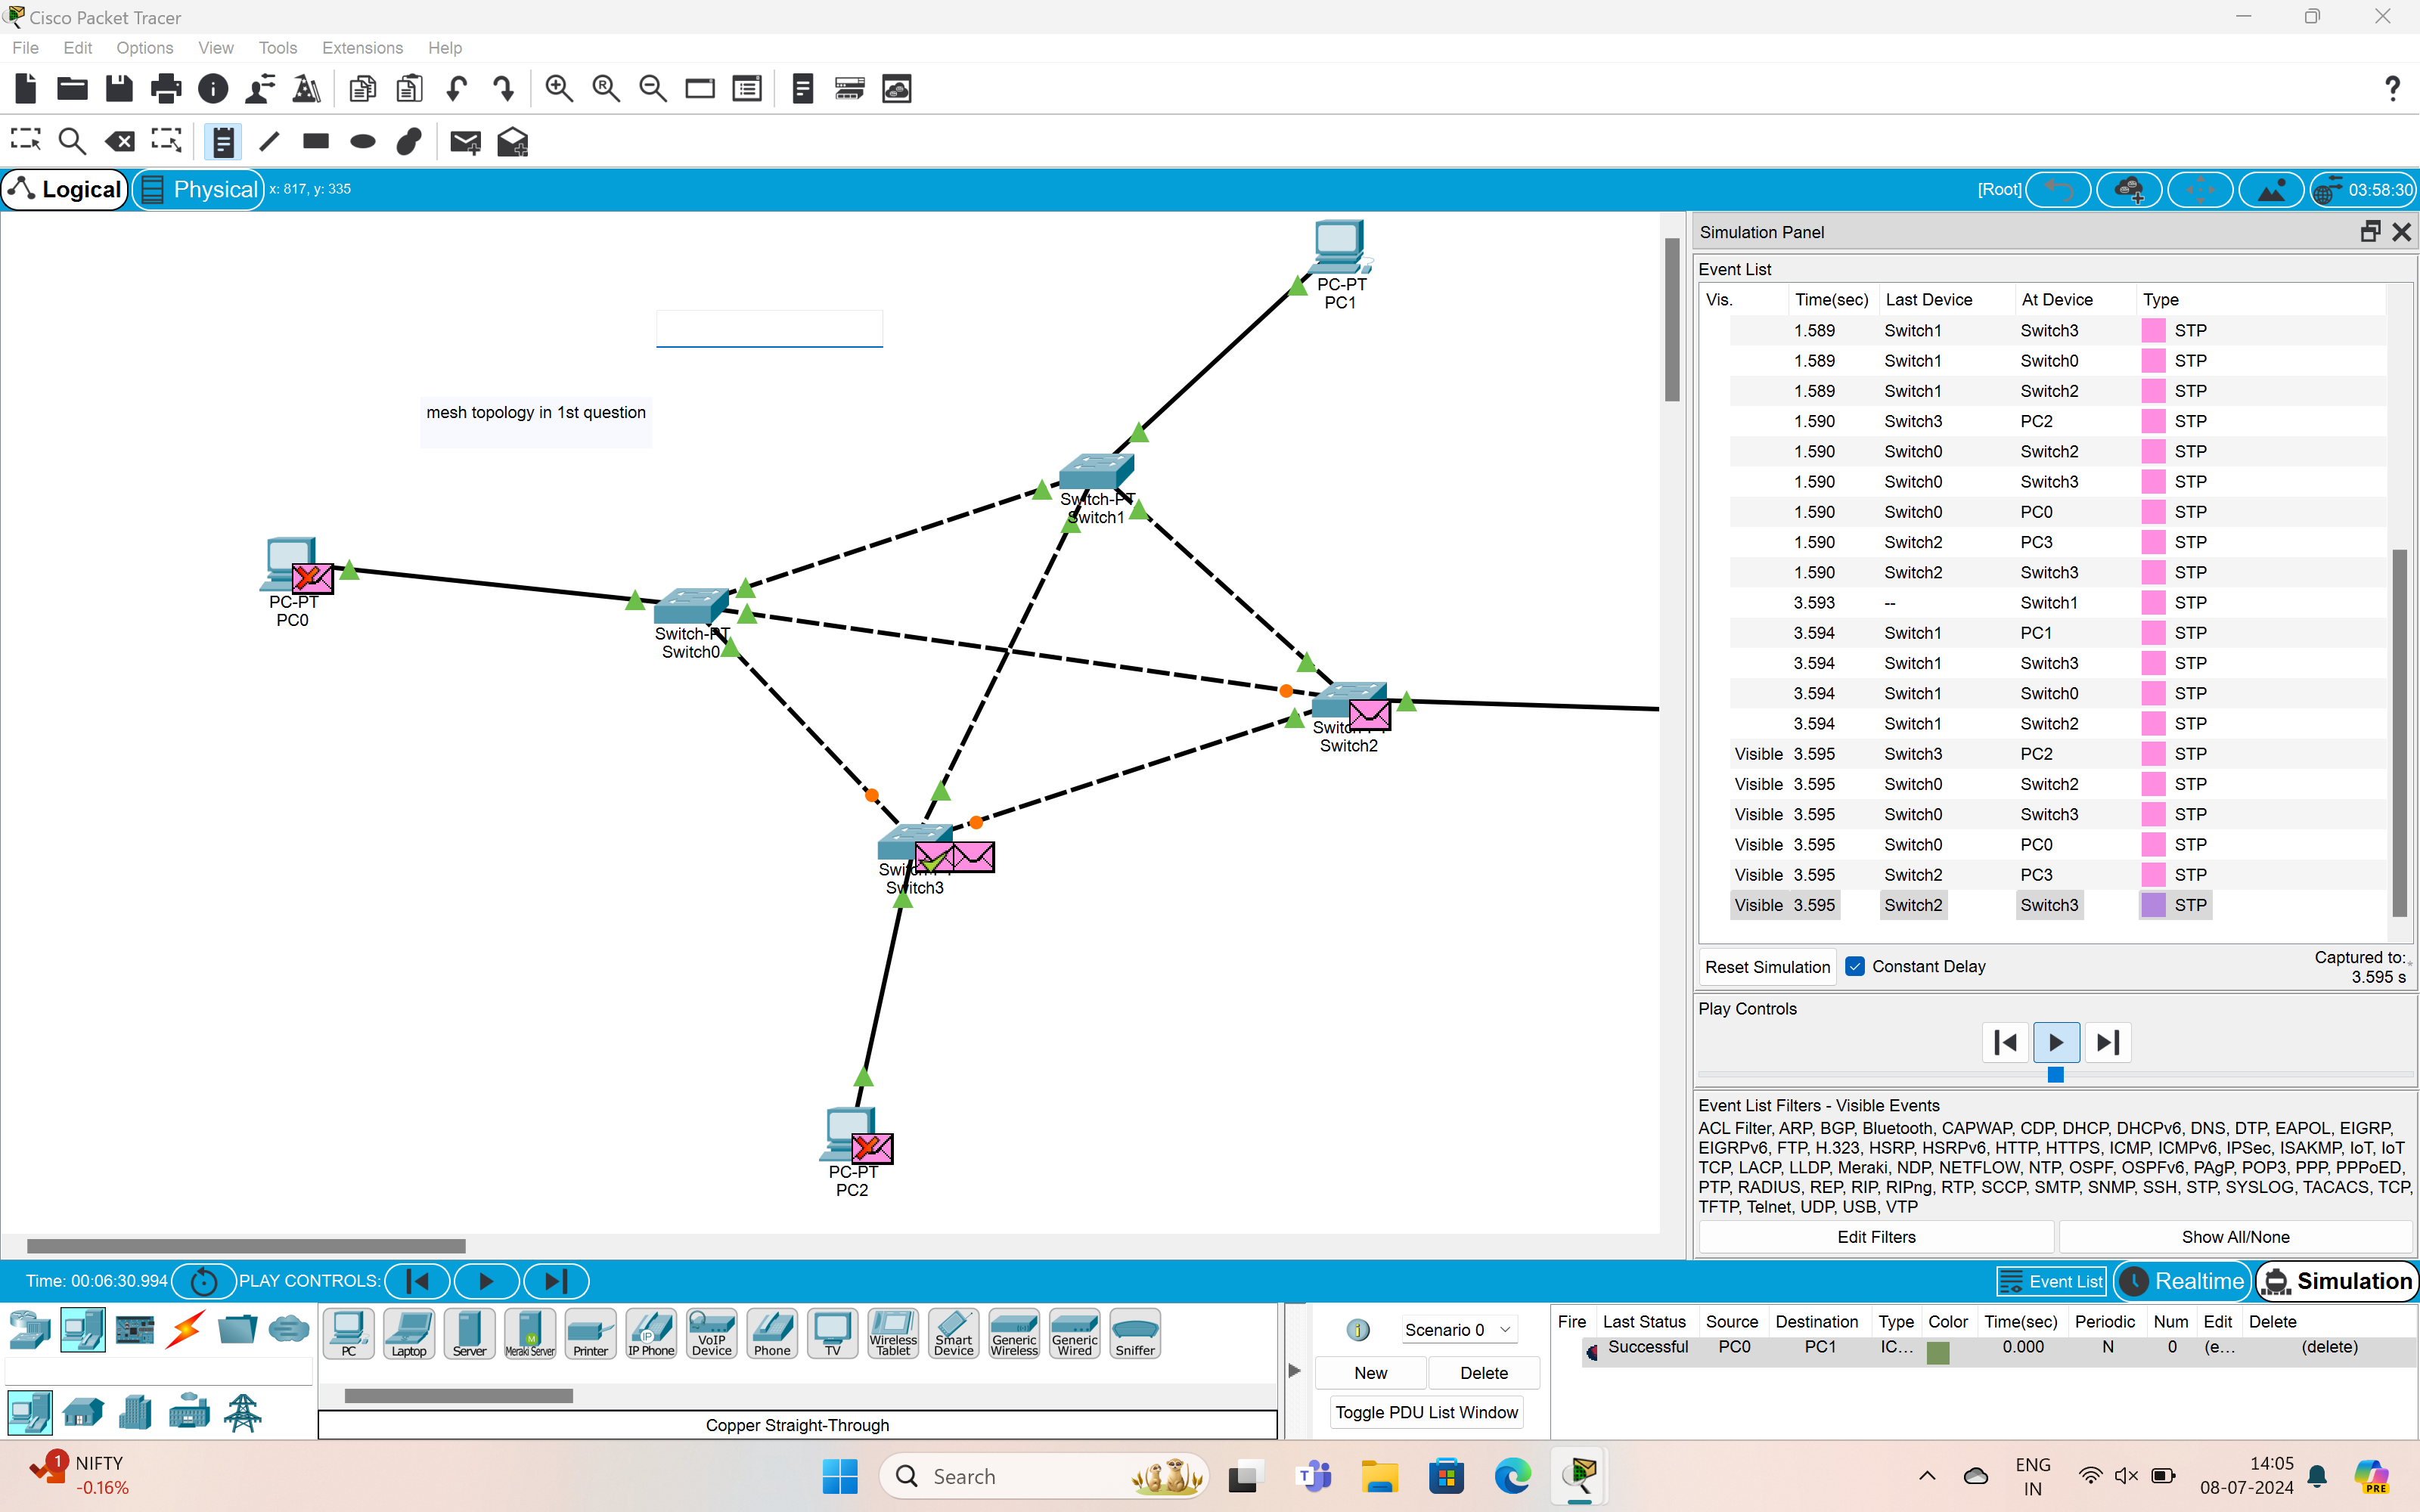 Cisco Packet Tracer
File Edit Options View Tools Extensions Help
Logical Physical x: 817, y: 335 [Root] 03:58:30
PC-PT
PC1
mesh topology in 1st question
Switch-PT
Switch1
PC-PT
PC0
Switch-PT
Switch0
Switch2
Switch3
PC-PT
PC2
Simulation Panel
Event List
Vis. Time(sec) Last Device At Device Type
1.589 Switch1 Switch3 STP
1.589 Switch1 Switch0 STP
1.589 Switch1 Switch2 STP
1.590 Switch3 PC2 STP
1.590 Switch0 Switch2 STP
1.590 Switch0 Switch3 STP
1.590 Switch0 PC0 STP
1.590 Switch2 PC3 STP
1.590 Switch2 Switch3 STP
3.593 -- Switch1 STP
3.594 Switch1 PC1 STP
3.594 Switch1 Switch3 STP
3.594 Switch1 Switch0 STP
3.594 Switch1 Switch2 STP
Visible 3.595 Switch3 PC2 STP
Visible 3.595 Switch0 Switch2 STP
Visible 3.595 Switch0 Switch3 STP
Visible 3.595 Switch0 PC0 STP
Visible 3.595 Switch2 PC3 STP
Visible 3.595 Switch2 Switch3 STP
Reset Simulation Constant Delay Captured to:
3.595 s
Play Controls
Event List Filters - Visible Events
ACL Filter, ARP, BGP, Bluetooth, CAPWAP, CDP, DHCP, DHCPv6, DNS, DTP, EAPOL, EIGRP,
EIGRPv6, FTP, H.323, HSRP, HSRPv6, HTTP, HTTPS, ICMP, ICMPv6, IPSec, ISAKMP, IoT, IoT
TCP, LACP, LLDP, Meraki, NDP, NETFLOW, NTP, OSPF, OSPFv6, PAgP, POP3, PPP, PPPoED,
PTP, RADIUS, REP, RIP, RIPng, RTP, SCCP, SMTP, SNMP, SSH, STP, SYSLOG, TACACS, TCP,
TFTP, Telnet, UDP, USB, VTP
Edit Filters Show All/None
Time: 00:06:30.994 PLAY CONTROLS: Event List Realtime Simulation
PC Laptop Server Meraki Server Printer IP Phone VoIP Device Phone TV Wireless Tablet Smart Device Generic Wireless Generic Wired Sniffer
Copper Straight-Through
Scenario 0
New Delete
Toggle PDU List Window
Fire Last Status Source Destination Type Color Time(sec) Periodic Num Edit Delete
Successful PC0 PC1 IC... 0.000 N 0 (e... (delete)
1 NIFTY
-0.16%
Search
ENG
IN
14:05
08-07-2024
PRE